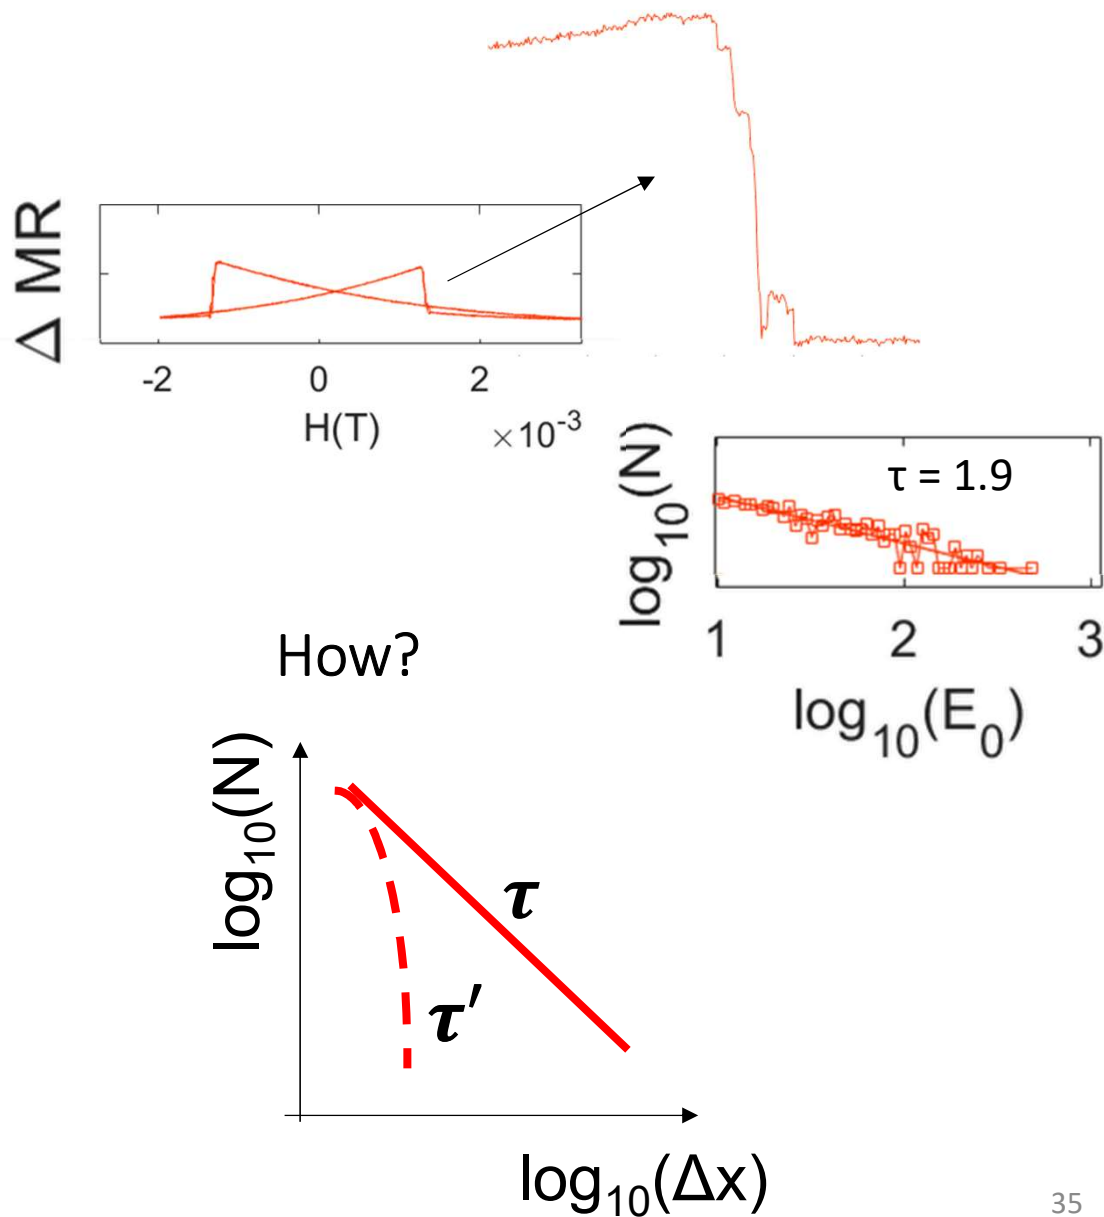 Δ MR
-2 0 2
H(T)
×10-3
log10(N)
τ = 1.9
1 2 3
log10(E0)
How?
log10(N)
τ
τ′
log10(Δx)
35